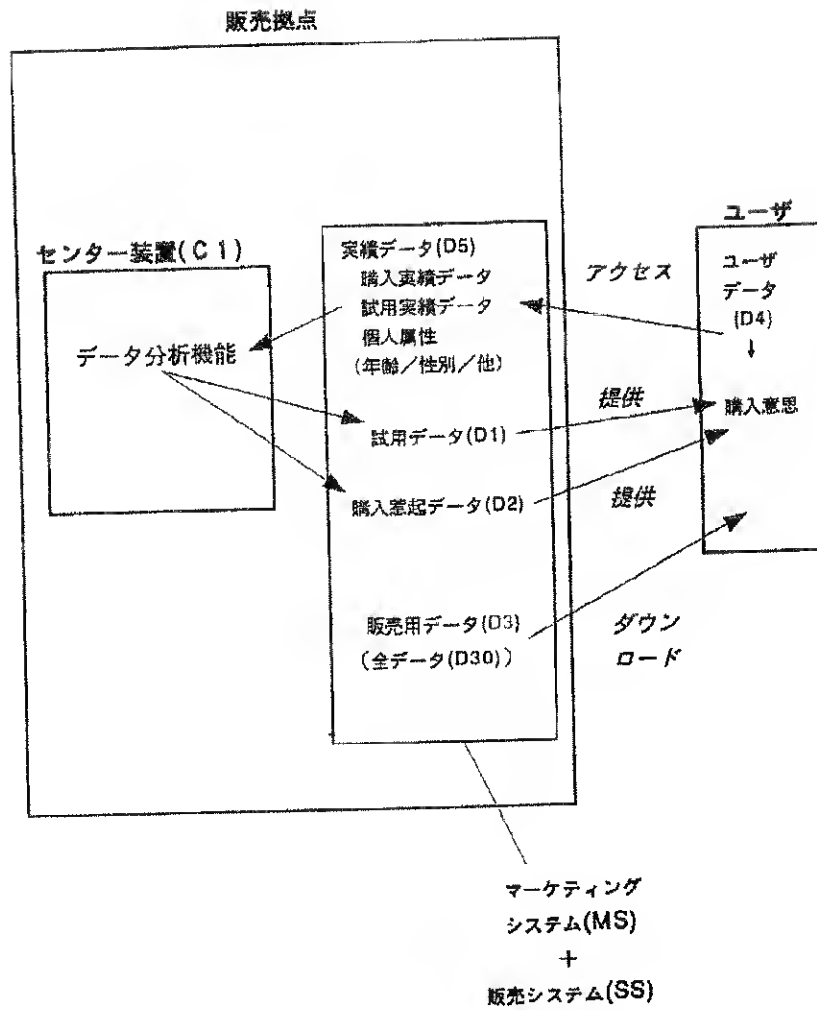 販売拠点
センター装置(C1)
データ分析機能
実績データ(D5)
購入実績データ
試用実績データ
個人属性
(年齢／性別／他)
試用データ(D1)
購入惹起データ(D2)
販売用データ(D3)
(全データ(D30))
アクセス
提供
提供
ダウン
ロード
ユーザ
ユーザ
データ
(D4)
↓
購入意思
マーケティング
システム(MS)
+
販売システム(SS)